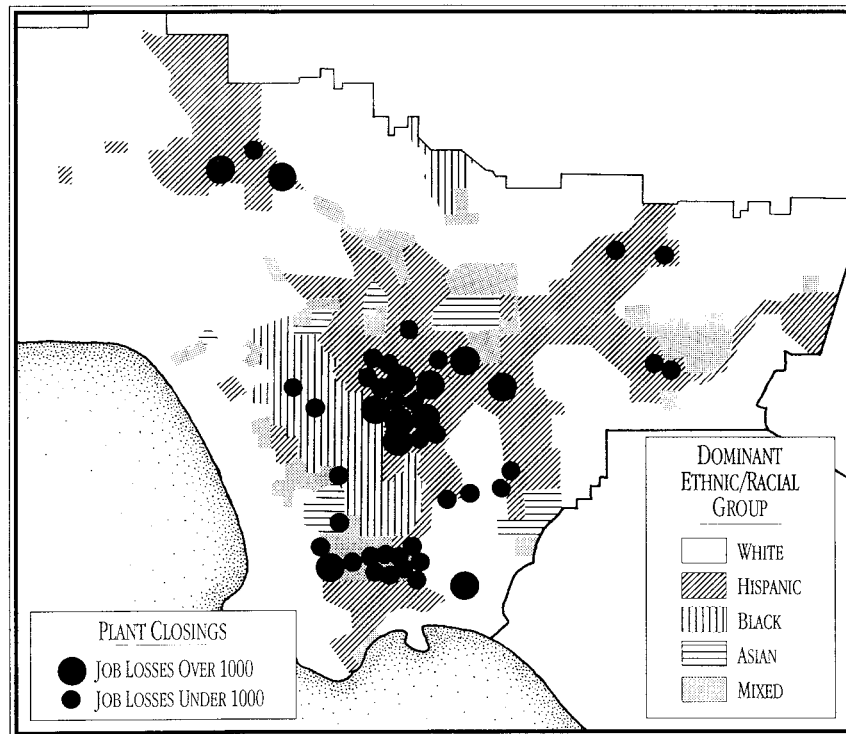 PLANT CLOSINGS
JOB LOSSES OVER 1000
JOB LOSSES UNDER 1000
DOMINANT
ETHNIC/RACIAL
GROUP
WHITE
HISPANIC
BLACK
ASIAN
MIXED